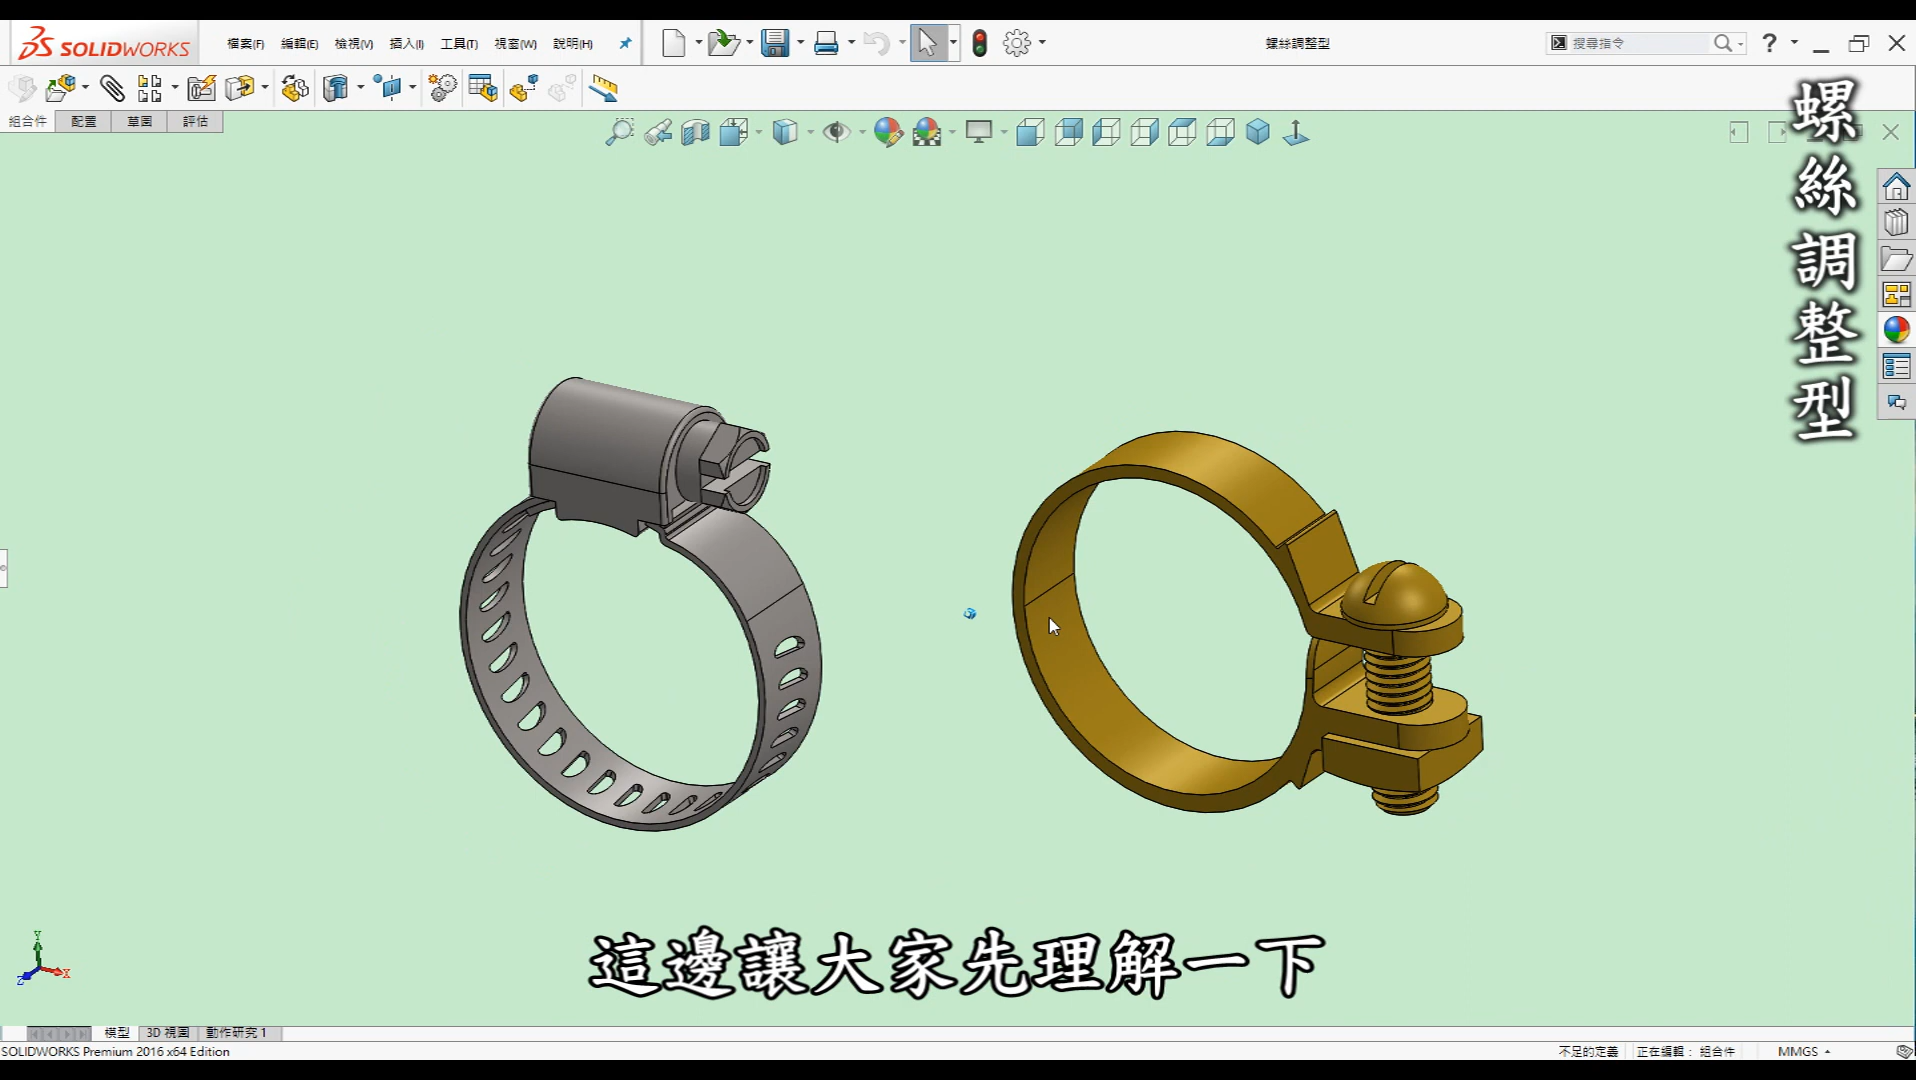 SOLIDWORKS 檔案(F) 編輯(E) 檢視(V) 插入(I) 工具(T) 視窗(W) 說明(H) 螺絲調整型 搜尋指令
組合件 配置 草圖 評估
螺絲調整型
這邊讓大家先理解一下
Y
X
Z
模型 3D 視圖 動作研究 1
SOLIDWORKS Premium 2016 x64 Edition 不足的定義 正在編輯： 組合件 MMGS